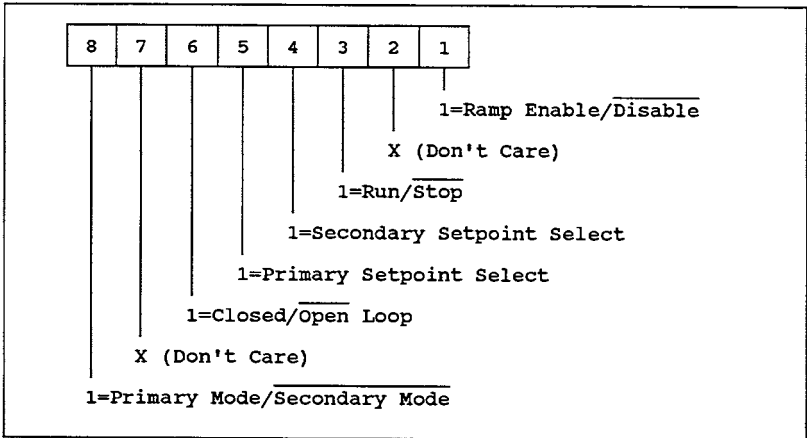 8 7 6 5 4 3 2 1
1=Ramp Enable/Disable
X (Don't Care)
1=Run/Stop
1=Secondary Setpoint Select
1=Primary Setpoint Select
1=Closed/Open Loop
X (Don't Care)
1=Primary Mode/Secondary Mode